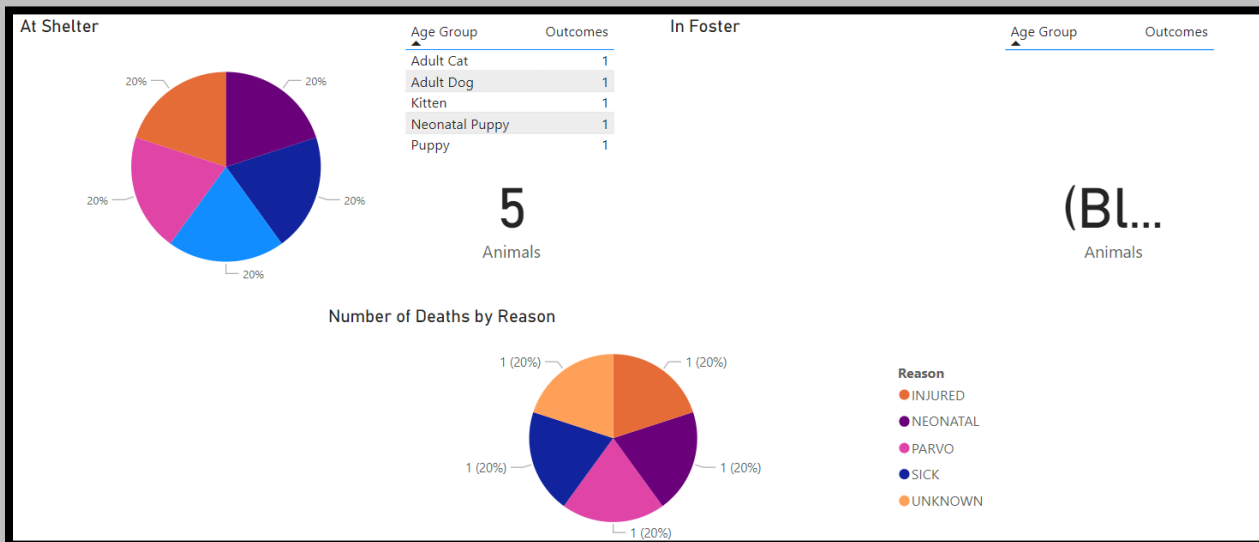 At Shelter
Age Group Outcomes
Adult Cat 1
Adult Dog 1
Kitten 1
Neonatal Puppy 1
Puppy 1
20%
20%
20%
20%
20%
5
Animals
In Foster
Age Group Outcomes
(Bl...
Animals
Number of Deaths by Reason
1 (20%)
1 (20%)
1 (20%)
1 (20%)
1 (20%)
Reason
INJURED
NEONATAL
PARVO
SICK
UNKNOWN